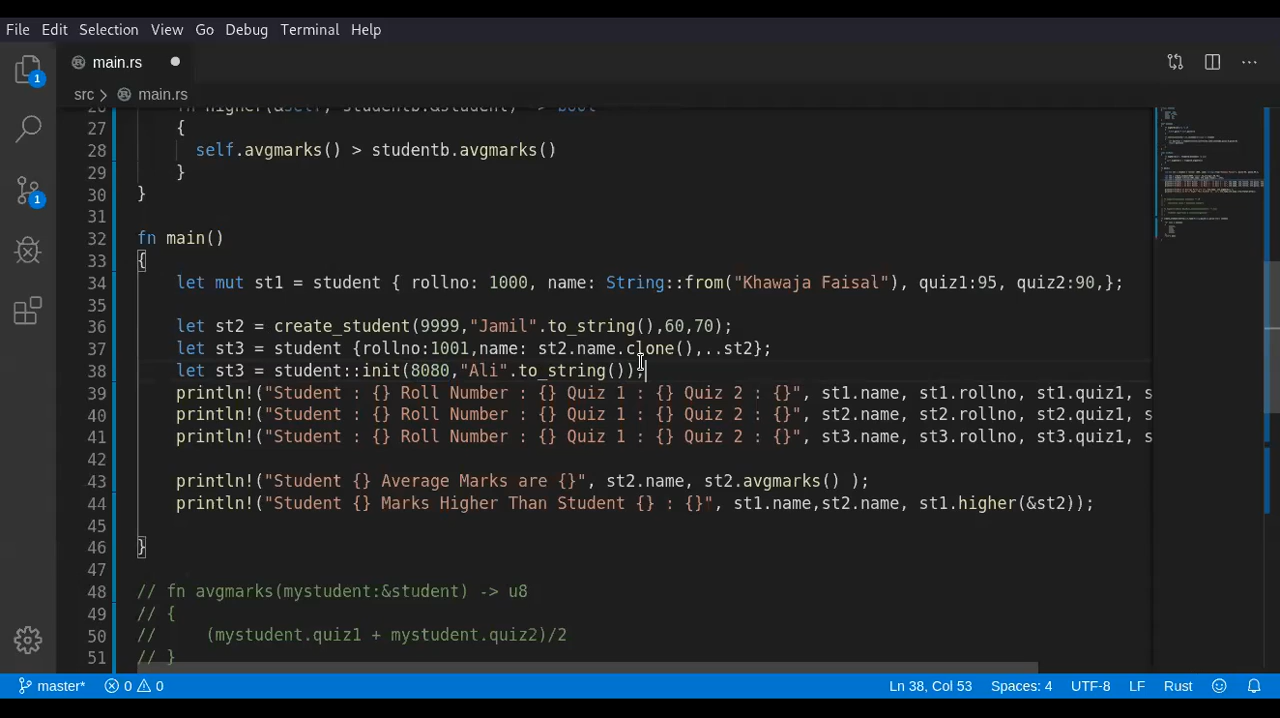 File Edit Selection View Go Debug Terminal Help
main.rs
src > main.rs
27 {
28 self.avgmarks() > studentb.avgmarks()
29 }
30 }
31
32 fn main()
33 {
34 let mut st1 = student { rollno: 1000, name: String::from("Khawaja Faisal"), quiz1:95, quiz2:90,};
35
36 let st2 = create_student(9999,"Jamil".to_string(),60,70);
37 let st3 = student {rollno:1001,name: st2.name.clone(),..st2};
38 let st3 = student::init(8080,"Ali".to_string());
39 println!("Student : {} Roll Number : {} Quiz 1 : {} Quiz 2 : {}", st1.name, st1.rollno, st1.quiz1, s
40 println!("Student : {} Roll Number : {} Quiz 1 : {} Quiz 2 : {}", st2.name, st2.rollno, st2.quiz1, s
41 println!("Student : {} Roll Number : {} Quiz 1 : {} Quiz 2 : {}", st3.name, st3.rollno, st3.quiz1, s
42
43 println!("Student {} Average Marks are {}", st2.name, st2.avgmarks() );
44 println!("Student {} Marks Higher Than Student {} : {}", st1.name,st2.name, st1.higher(&st2));
45
46 }
47
48 // fn avgmarks(mystudent:&student) -> u8
49 // {
50 // (mystudent.quiz1 + mystudent.quiz2)/2
51 // }
1
1
master* 0 0 Ln 38, Col 53 Spaces: 4 UTF-8 LF Rust